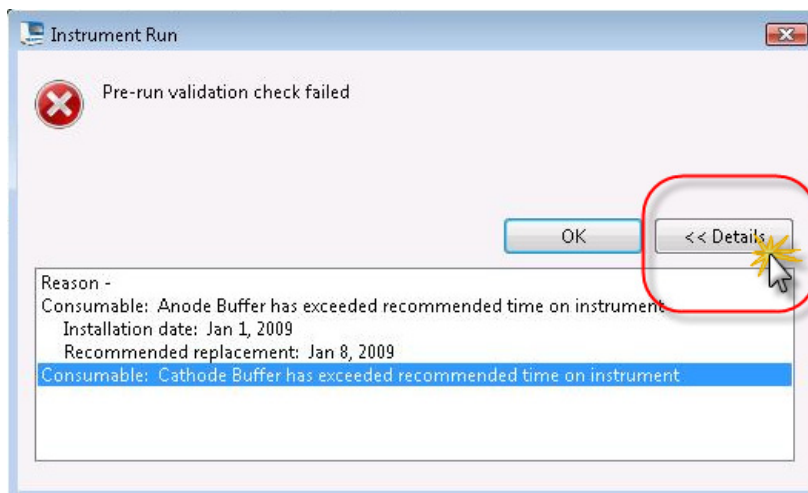 Instrument Run
Pre-run validation check failed
OK
<< Details
Reason -
Consumable: Anode Buffer has exceeded recommended time on instrument
Installation date: Jan 1, 2009
Recommended replacement: Jan 8, 2009
Consumable: Cathode Buffer has exceeded recommended time on instrument